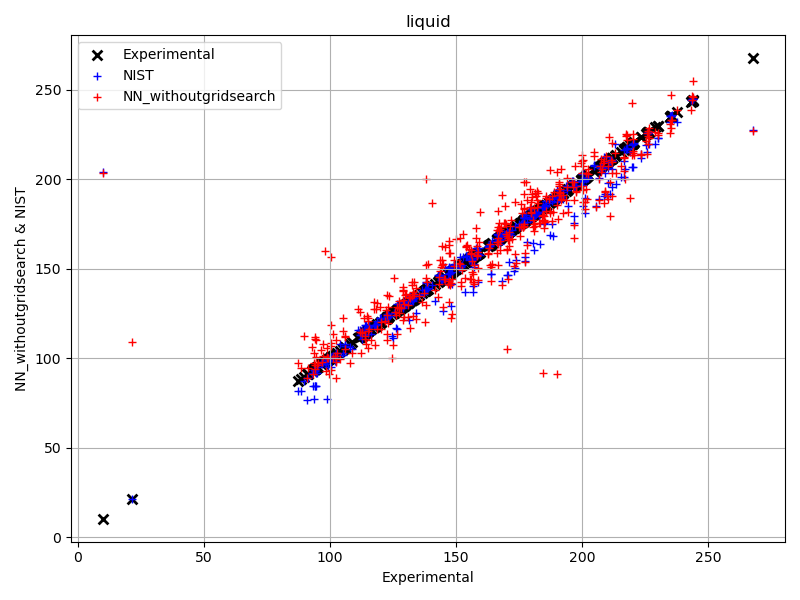 liquid
Experimental
NIST
NN_withoutgridsearch
NN_withoutgridsearch & NIST
250
200
150
100
50
0
0 50 100 150 200 250
Experimental